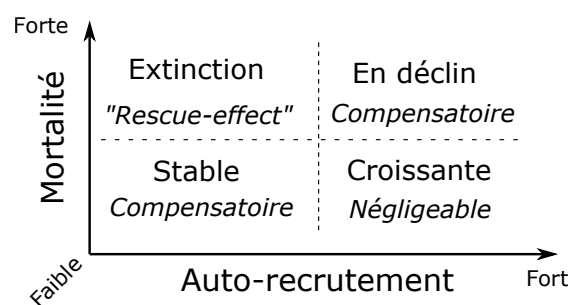 Forte
Mortalité
Extinction
"Rescue-effect"
En déclin
Compensatoire
Stable
Compensatoire
Croissante
Négligeable
Faible
Auto-recrutement
Fort